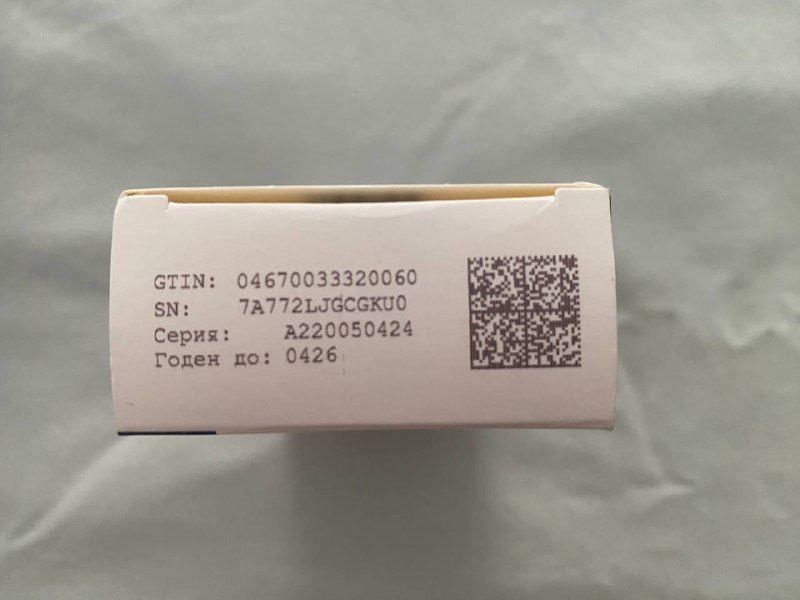 GTIN: 04670033320060
SN: 7A772LJGCGKU0
Серия: A220050424
Годен до: 0426